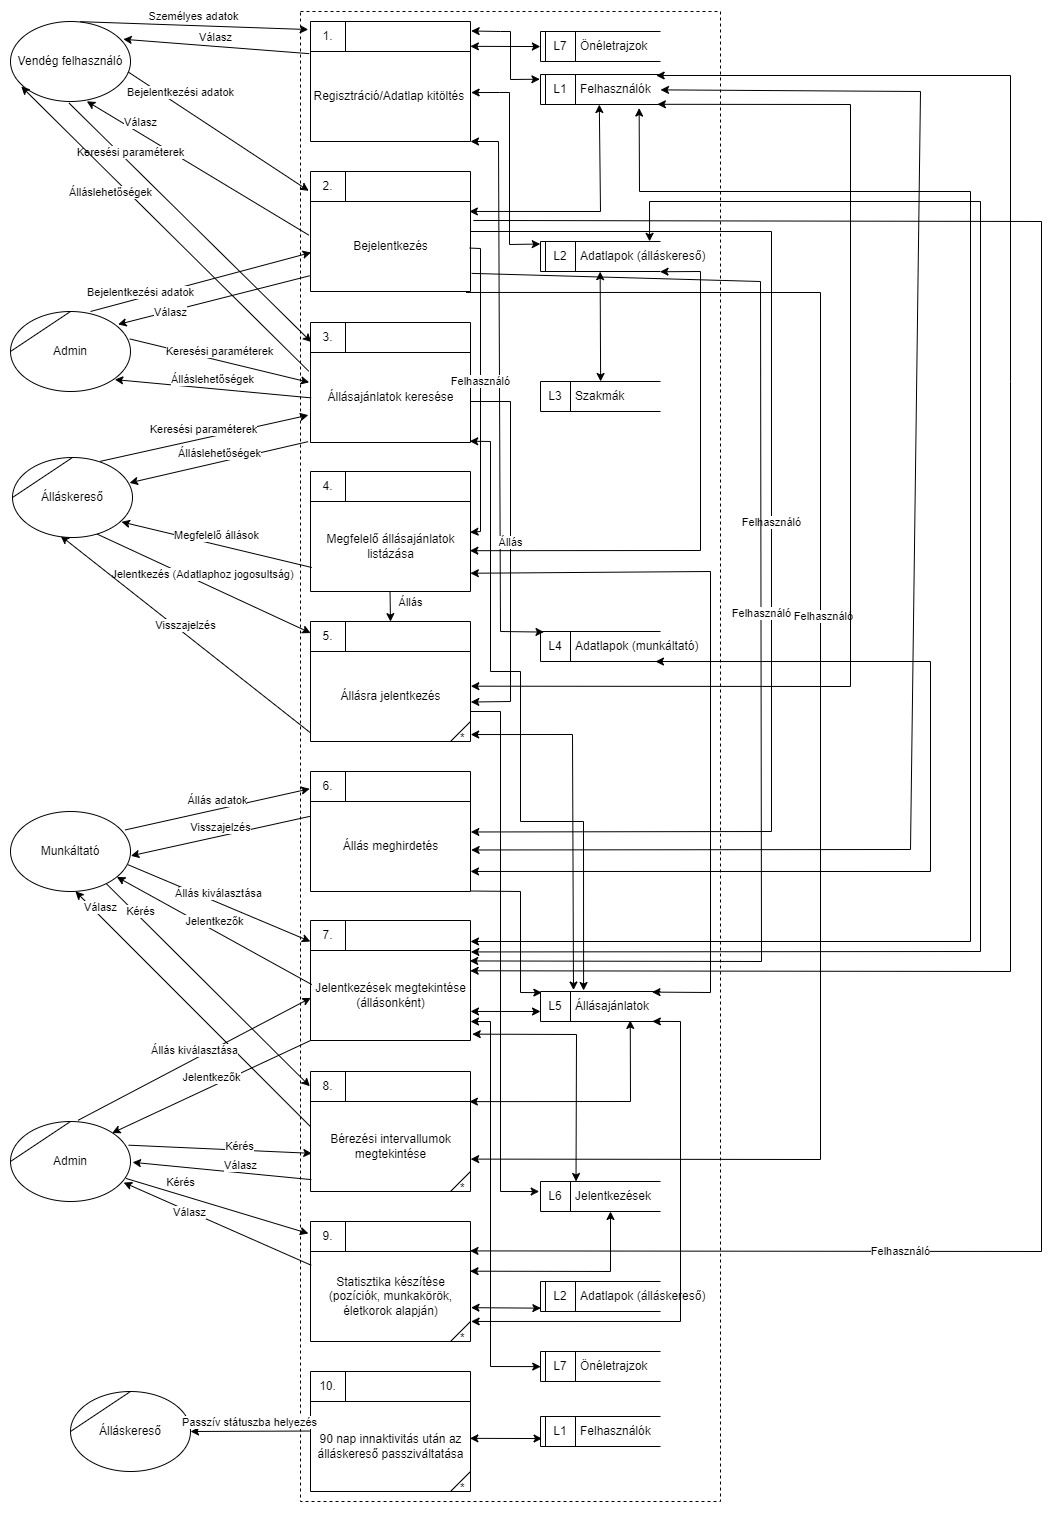 Személyes adatok
Válasz
Vendég felhasználó
1.
Regisztráció/Adatlap kitöltés
L7 Önéletrajzok
L1 Felhasználók
Bejelentkezési adatok
Válasz
Keresési paraméterek
Álláslehetőségek
2.
Bejelentkezés
L2 Adatlapok (álláskereső)
Bejelentkezési adatok
Válasz
Admin
Keresési paraméterek
Álláslehetőségek
3.
Állásajánlatok keresése
Felhasználó
L3 Szakmák
Keresési paraméterek
Álláslehetőségek
Álláskereső
4.
Megfelelő állásajánlatok
listázása
Megfelelő állások
Állás
Felhasználó
Jelentkezés (Adatlaphoz jogosultság)
Visszajelzés
Állás
Felhasználó
Felhasználó
5.
Állásra jelentkezés
*
L4 Adatlapok (munkáltató)
6.
Állás meghirdetés
Állás adatok
Visszajelzés
Munkáltató
Állás kiválasztása
Jelentkezők
Válasz
Kérés
7.
Jelentkezések megtekintése
(állásonként)
L5 Állásajánlatok
Állás kiválasztása
Jelentkezők
8.
Bérezési intervallumok
megtekintése
*
Admin
Kérés
Válasz
Kérés
Válasz
L6 Jelentkezések
9.
Statisztika készítése
(pozíciók, munkakörök,
életkorok alapján)
*
Felhasználó
L2 Adatlapok (álláskereső)
L7 Önéletrajzok
10.
90 nap innaktivitás után az
álláskereső passziváltatása
*
Passzív státuszba helyezés
Álláskereső
L1 Felhasználók